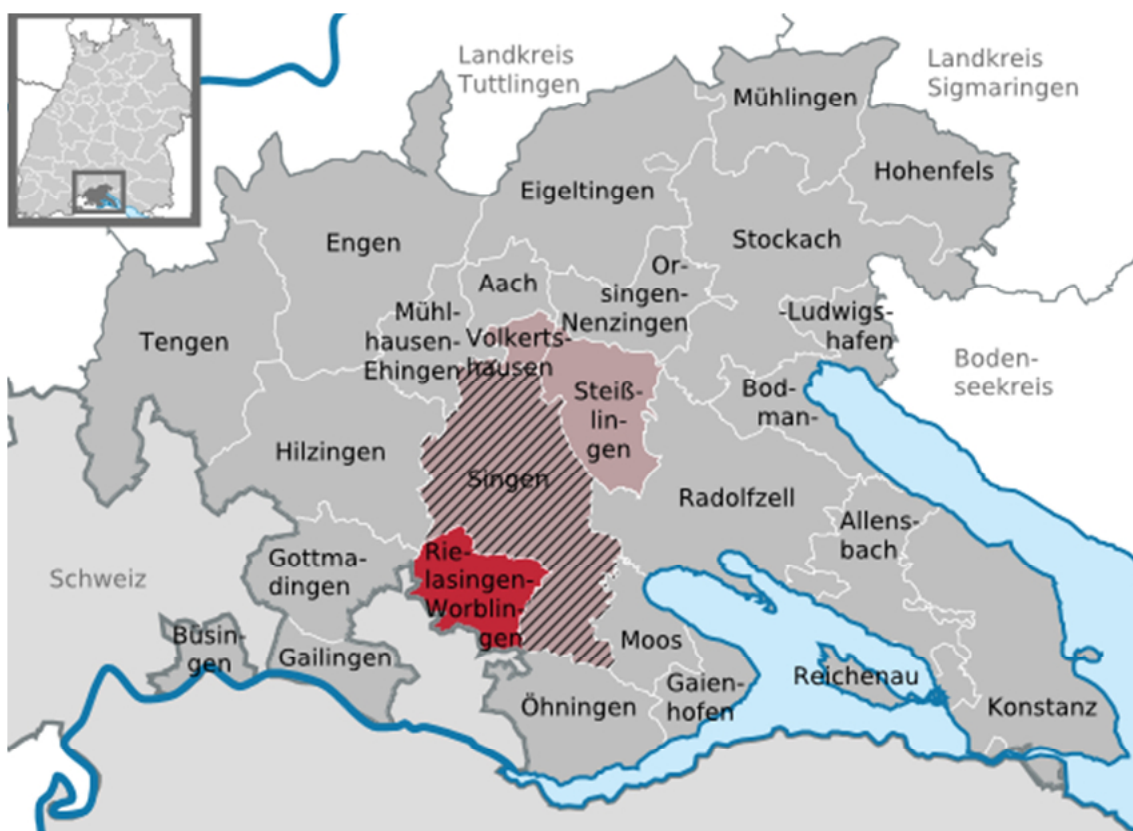 Landkreis
Tuttlingen
Landkreis
Sigmaringen
Mühlingen
Hohenfels
Eigeltingen
Engen
Stockach
Aach
Or-
singen-
Nenzingen
Mühl-
hausen-
Ehingen
Volkerts-
hausen
-Ludwigs-
hafen
Tengen
Boden-
seekreis
Steiß-
lin-
gen
Bod-
man-
Hilzingen
Singen
Radolfzell
Allens-
bach
Gottma-
dingen
Rie-
lasingen-
Worblin-
gen
Schweiz
Büsin-
gen
Gailingen
Moos
Gaien-
hofen
Reichenau
Öhningen
Konstanz